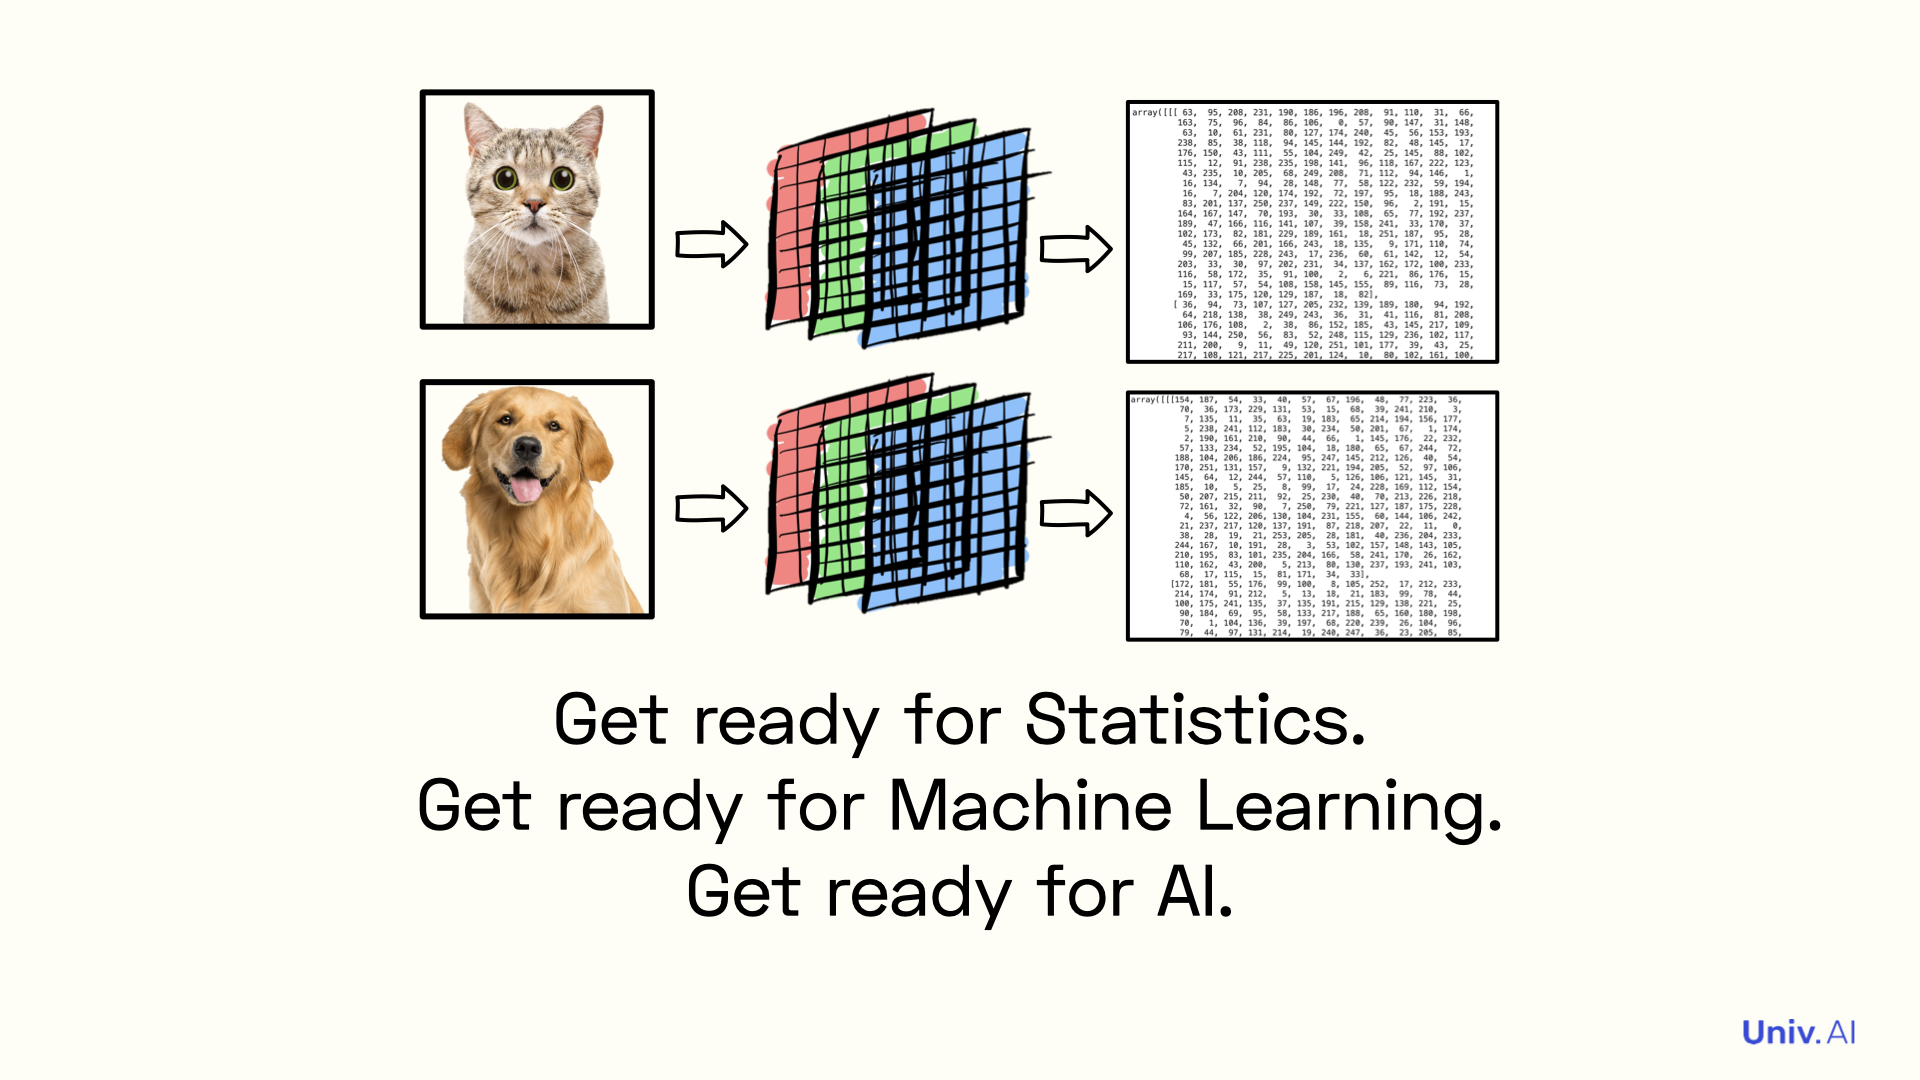 array([[[ 63, 95, 208, 231, 190, 186, 196, 208, 91, 110, 31, 66,
163, 75, 96, 84, 86, 106, 0, 57, 90, 147, 31, 148,
63, 10, 61, 231, 80, 127, 174, 240, 45, 56, 153, 193,
238, 85, 38, 118, 94, 145, 144, 192, 82, 48, 145, 17,
176, 150, 43, 111, 55, 104, 249, 42, 25, 145, 88, 102,
115, 12, 91, 238, 235, 198, 141, 96, 118, 167, 222, 123,
43, 235, 10, 205, 68, 249, 208, 71, 112, 94, 146, 1,
16, 134, 7, 94, 28, 148, 77, 58, 122, 232, 59, 194,
16, 7, 204, 120, 174, 192, 72, 197, 95, 18, 188, 243,
83, 201, 137, 250, 237, 149, 222, 150, 96, 2, 191, 15,
164, 167, 147, 70, 193, 30, 33, 108, 65, 77, 192, 237,
189, 47, 166, 116, 141, 107, 39, 158, 241, 33, 170, 37,
102, 173, 82, 181, 229, 189, 161, 18, 251, 187, 95, 28,
45, 132, 66, 201, 166, 243, 18, 135, 9, 171, 110, 74,
99, 207, 185, 228, 243, 17, 236, 60, 61, 142, 12, 54,
203, 33, 30, 97, 202, 231, 34, 137, 162, 172, 100, 233,
116, 58, 172, 35, 91, 100, 2, 6, 221, 86, 176, 15,
15, 117, 57, 54, 108, 158, 145, 155, 89, 116, 73, 28,
169, 33, 175, 120, 129, 187, 18, 82],
[ 36, 94, 73, 107, 127, 205, 232, 139, 189, 180, 94, 192,
64, 218, 138, 38, 249, 243, 36, 31, 41, 116, 81, 208,
106, 176, 108, 2, 38, 86, 152, 185, 43, 145, 217, 109,
93, 144, 250, 56, 83, 52, 248, 115, 129, 236, 102, 117,
211, 200, 9, 11, 49, 120, 251, 101, 177, 39, 43, 25,
217, 108, 121, 217, 225, 201, 124, 10, 80, 102, 161, 100,
array([[[154, 187, 54, 33, 40, 57, 67, 196, 48, 77, 223, 36,
70, 36, 173, 229, 131, 53, 15, 68, 39, 241, 210, 3,
7, 135, 11, 35, 63, 19, 183, 65, 214, 194, 156, 177,
5, 238, 241, 112, 183, 30, 234, 50, 201, 67, 1, 174,
2, 190, 161, 210, 90, 44, 66, 1, 145, 176, 22, 232,
57, 133, 234, 52, 195, 104, 18, 180, 65, 67, 244, 72,
188, 104, 206, 186, 224, 95, 247, 145, 212, 126, 40, 54,
170, 251, 131, 157, 9, 132, 221, 194, 205, 52, 97, 106,
145, 64, 12, 244, 57, 110, 5, 126, 106, 121, 145, 31,
185, 10, 5, 25, 8, 99, 17, 24, 228, 169, 112, 154,
50, 207, 215, 211, 92, 25, 230, 40, 70, 213, 226, 218,
72, 161, 32, 90, 7, 250, 79, 221, 127, 187, 175, 228,
4, 56, 122, 206, 130, 104, 231, 155, 60, 144, 106, 242,
21, 237, 217, 120, 137, 191, 87, 218, 207, 22, 11, 0,
38, 28, 19, 21, 253, 205, 28, 181, 40, 236, 204, 233,
244, 167, 10, 191, 28, 3, 53, 102, 157, 148, 143, 105,
210, 195, 83, 101, 235, 204, 166, 58, 241, 170, 26, 162,
110, 162, 43, 200, 5, 213, 80, 130, 237, 193, 241, 103,
68, 17, 115, 15, 81, 171, 34, 33],
[172, 181, 55, 176, 99, 100, 8, 105, 252, 17, 212, 233,
214, 174, 91, 212, 5, 13, 18, 21, 183, 99, 78, 44,
100, 175, 241, 135, 37, 135, 191, 215, 129, 138, 221, 25,
90, 184, 69, 95, 58, 133, 217, 188, 65, 160, 180, 198,
70, 1, 104, 136, 39, 197, 68, 220, 239, 26, 104, 96,
79, 44, 97, 131, 214, 19, 240, 247, 36, 23, 205, 85,
Get ready for Statistics.
Get ready for Machine Learning.
Get ready for AI.
Univ.AI